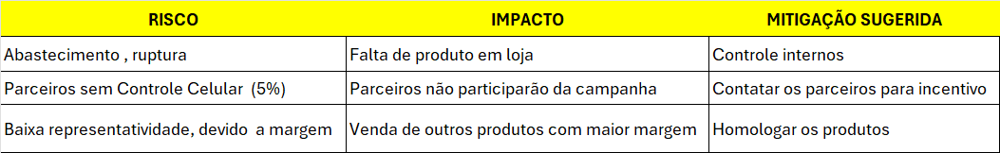 RISCO IMPACTO MITIGAÇÃO SUGERIDA
Abastecimento , ruptura Falta de produto em loja Controle internos
Parceiros sem Controle Celular (5%) Parceiros não participarão da campanha Contatar os parceiros para incentivo
Baixa representatividade, devido a margem Venda de outros produtos com maior margem Homologar os produtos